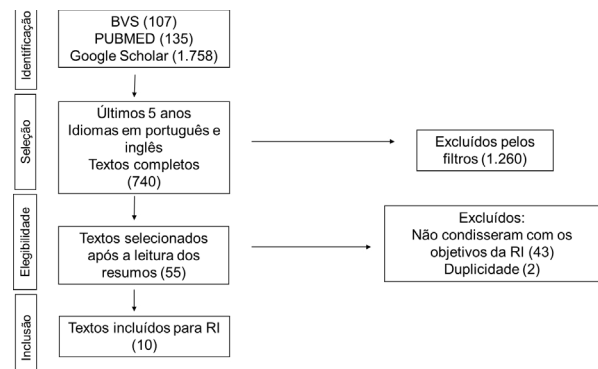 Identificação
BVS (107)
PUBMED (135)
Google Scholar (1.758)
Seleção
Últimos 5 anos
Idiomas em português e
inglês
Textos completos
(740)
Excluídos pelos
filtros (1.260)
Elegibilidade
Textos selecionados
após a leitura dos
resumos (55)
Excluídos:
Não condisseram com os
objetivos da RI (43)
Duplicidade (2)
Inclusão
Textos incluídos para RI
(10)